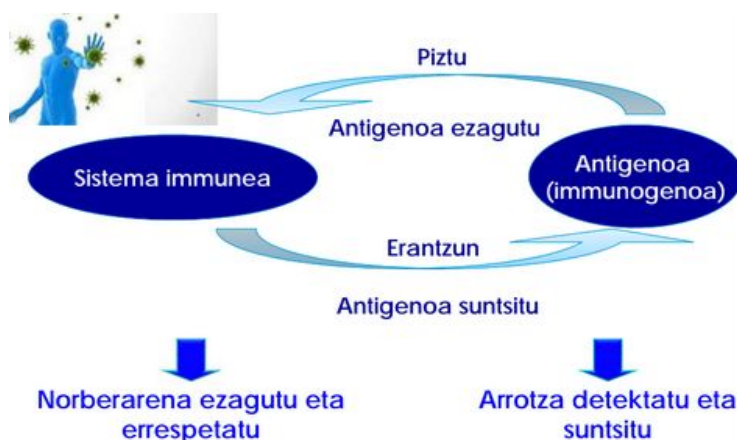 Piztu
Antigenoa ezagutu
Sistema immunea
Antigenoa
(immunogenoa)
Erantzun
Antigenoa suntsitu
Norberarena ezagutu eta
errespetatu
Arrotza detektatu eta
suntsitu